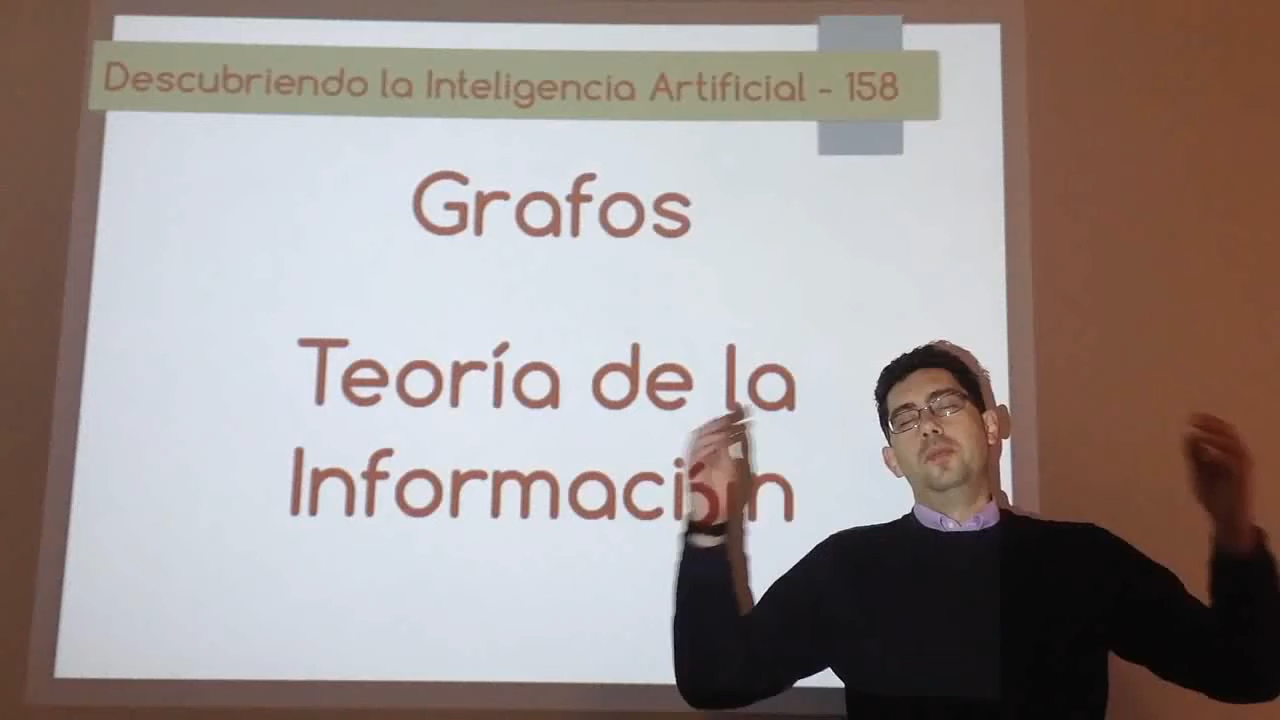 Descubriendo la Inteligencia Artificial - 158
Grafos
Teoría de la
Información